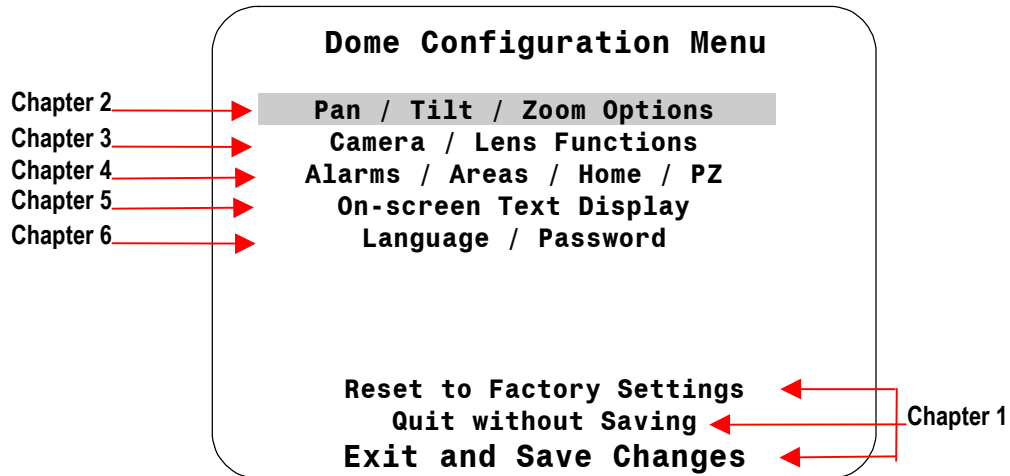 Dome Configuration Menu
Chapter 2
Pan / Tilt / Zoom Options
Chapter 3
Camera / Lens Functions
Chapter 4
Alarms / Areas / Home / PZ
Chapter 5
On-screen Text Display
Chapter 6
Language / Password
Reset to Factory Settings
Quit without Saving
Chapter 1
Exit and Save Changes